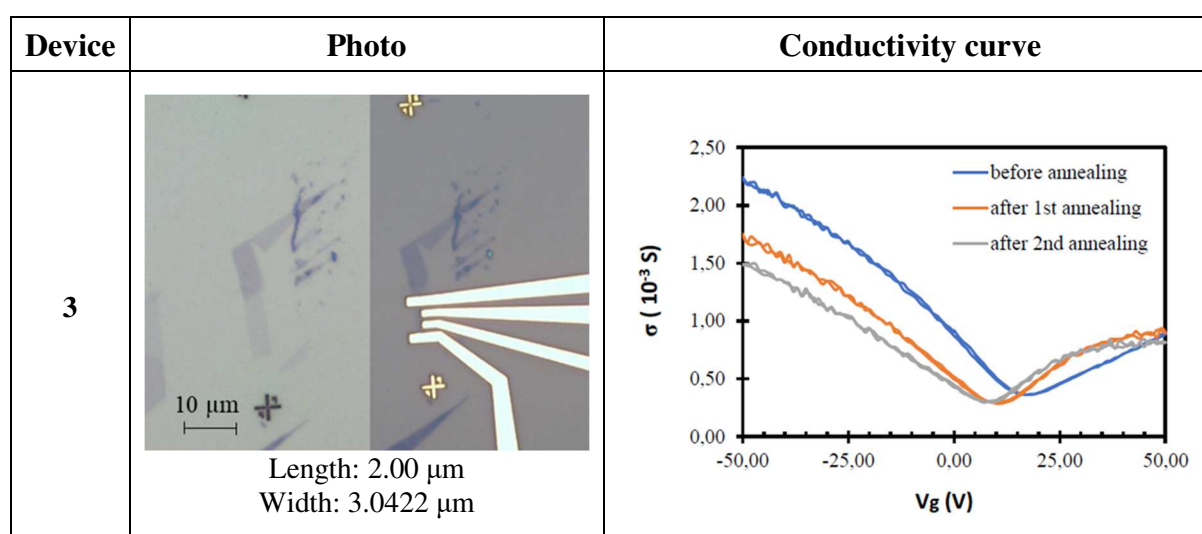 Device Photo Conductivity curve
3
10 μm
Length: 2.00 μm
Width: 3.0422 μm
2,50
2,00
1,50
1,00
0,50
0,00
σ ( 10⁻³ S)
before annealing
after 1st annealing
after 2nd annealing
-50,00 -25,00 0,00 25,00 50,00
Vg (V)